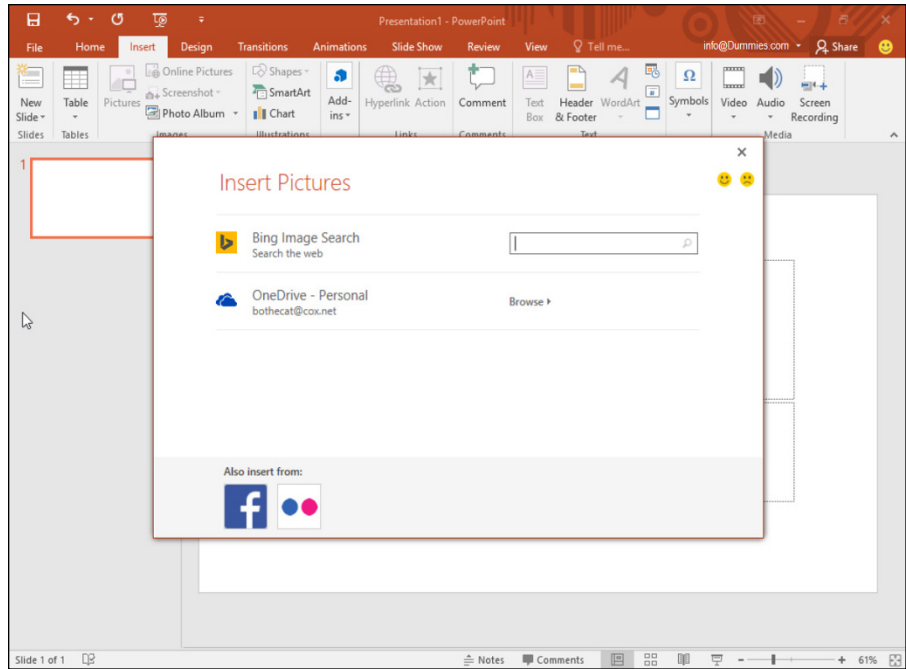 Presentation1 - PowerPoint
File Home Insert Design Transitions Animations Slide Show Review View Tell me... info@Dummies.com Share
New Slide
Table
Pictures
Online Pictures
Screenshot
Photo Album
Shapes
SmartArt
Chart
Add-ins
Hyperlink
Action
Comment
Text Box
Header & Footer
WordArt
Symbols
Video
Audio
Screen Recording
Slides Tables Images Illustrations Links Comments Text Media
1
Insert Pictures
Bing Image Search
Search the web
OneDrive - Personal
bothecat@cox.net
Browse
Also insert from:
f
Slide 1 of 1 Notes Comments 61%